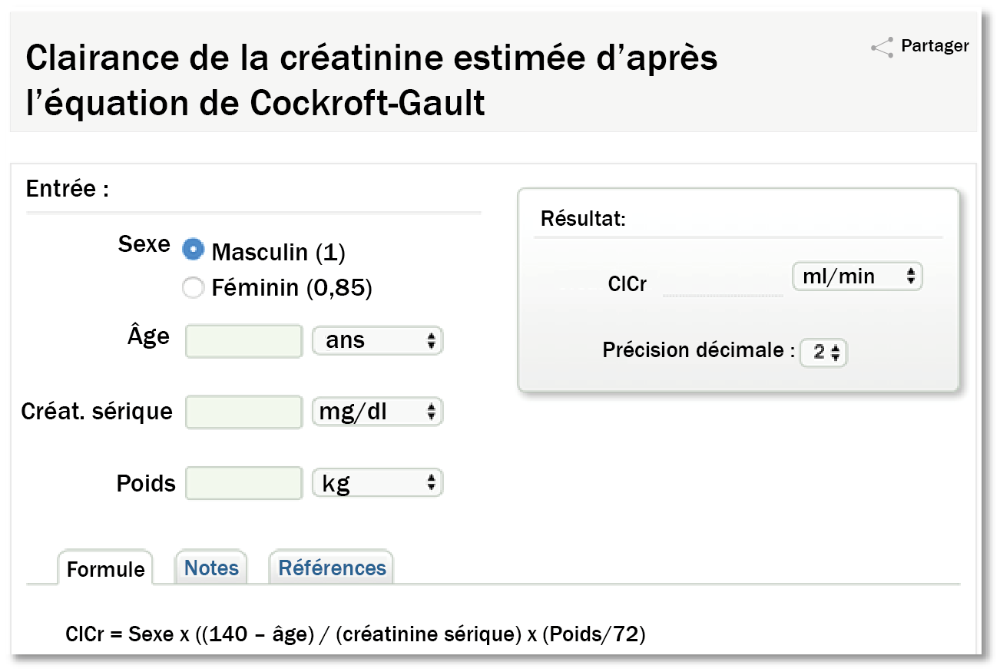 Clairance de la créatinine estimée d’après
l’équation de Cockroft-Gault
Partager
Entrée :
Sexe
Masculin (1)
Féminin (0,85)
Âge
ans
Créat. sérique
mg/dl
Poids
kg
Résultat:
ClCr
ml/min
Précision décimale :
2
Formule
Notes
Références
ClCr = Sexe x ((140 – âge) / (créatinine sérique) x (Poids/72)